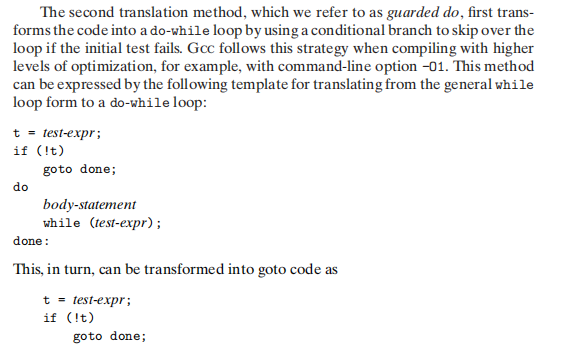 The second translation method, which we refer to as guarded do, first trans-
forms the code into a do-while loop by using a conditional branch to skip over the
loop if the initial test fails. Gcc follows this strategy when compiling with higher
levels of optimization, for example, with command-line option -O1. This method
can be expressed by the following template for translating from the general while
loop form to a do-while loop:
t = test-expr;
if (!t)
    goto done;
do
    body-statement
    while (test-expr);
done:
This, in turn, can be transformed into goto code as
    t = test-expr;
    if (!t)
        goto done;